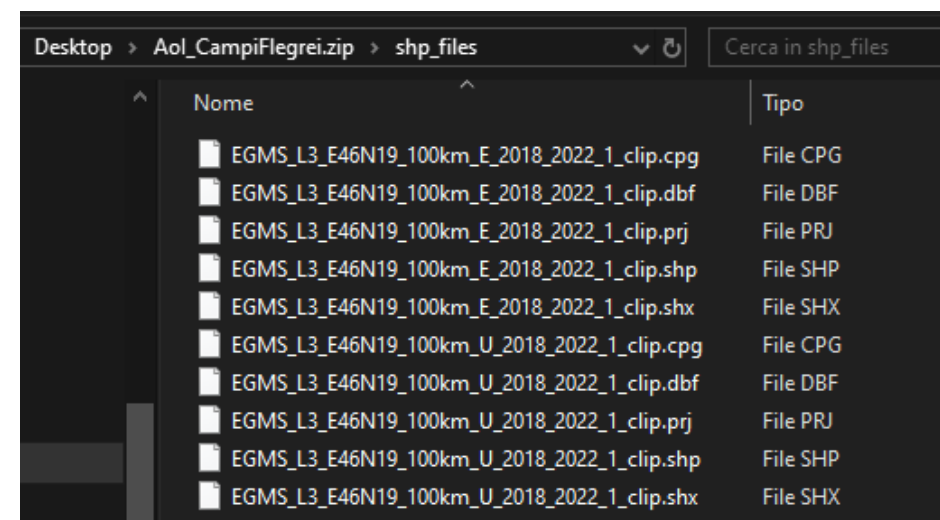 Desktop > AoI_CampiFlegrei.zip > shp_files Cerca in shp_files
Nome Tipo
EGMS_L3_E46N19_100km_E_2018_2022_1_clip.cpg File CPG
EGMS_L3_E46N19_100km_E_2018_2022_1_clip.dbf File DBF
EGMS_L3_E46N19_100km_E_2018_2022_1_clip.prj File PRJ
EGMS_L3_E46N19_100km_E_2018_2022_1_clip.shp File SHP
EGMS_L3_E46N19_100km_E_2018_2022_1_clip.shx File SHX
EGMS_L3_E46N19_100km_U_2018_2022_1_clip.cpg File CPG
EGMS_L3_E46N19_100km_U_2018_2022_1_clip.dbf File DBF
EGMS_L3_E46N19_100km_U_2018_2022_1_clip.prj File PRJ
EGMS_L3_E46N19_100km_U_2018_2022_1_clip.shp File SHP
EGMS_L3_E46N19_100km_U_2018_2022_1_clip.shx File SHX